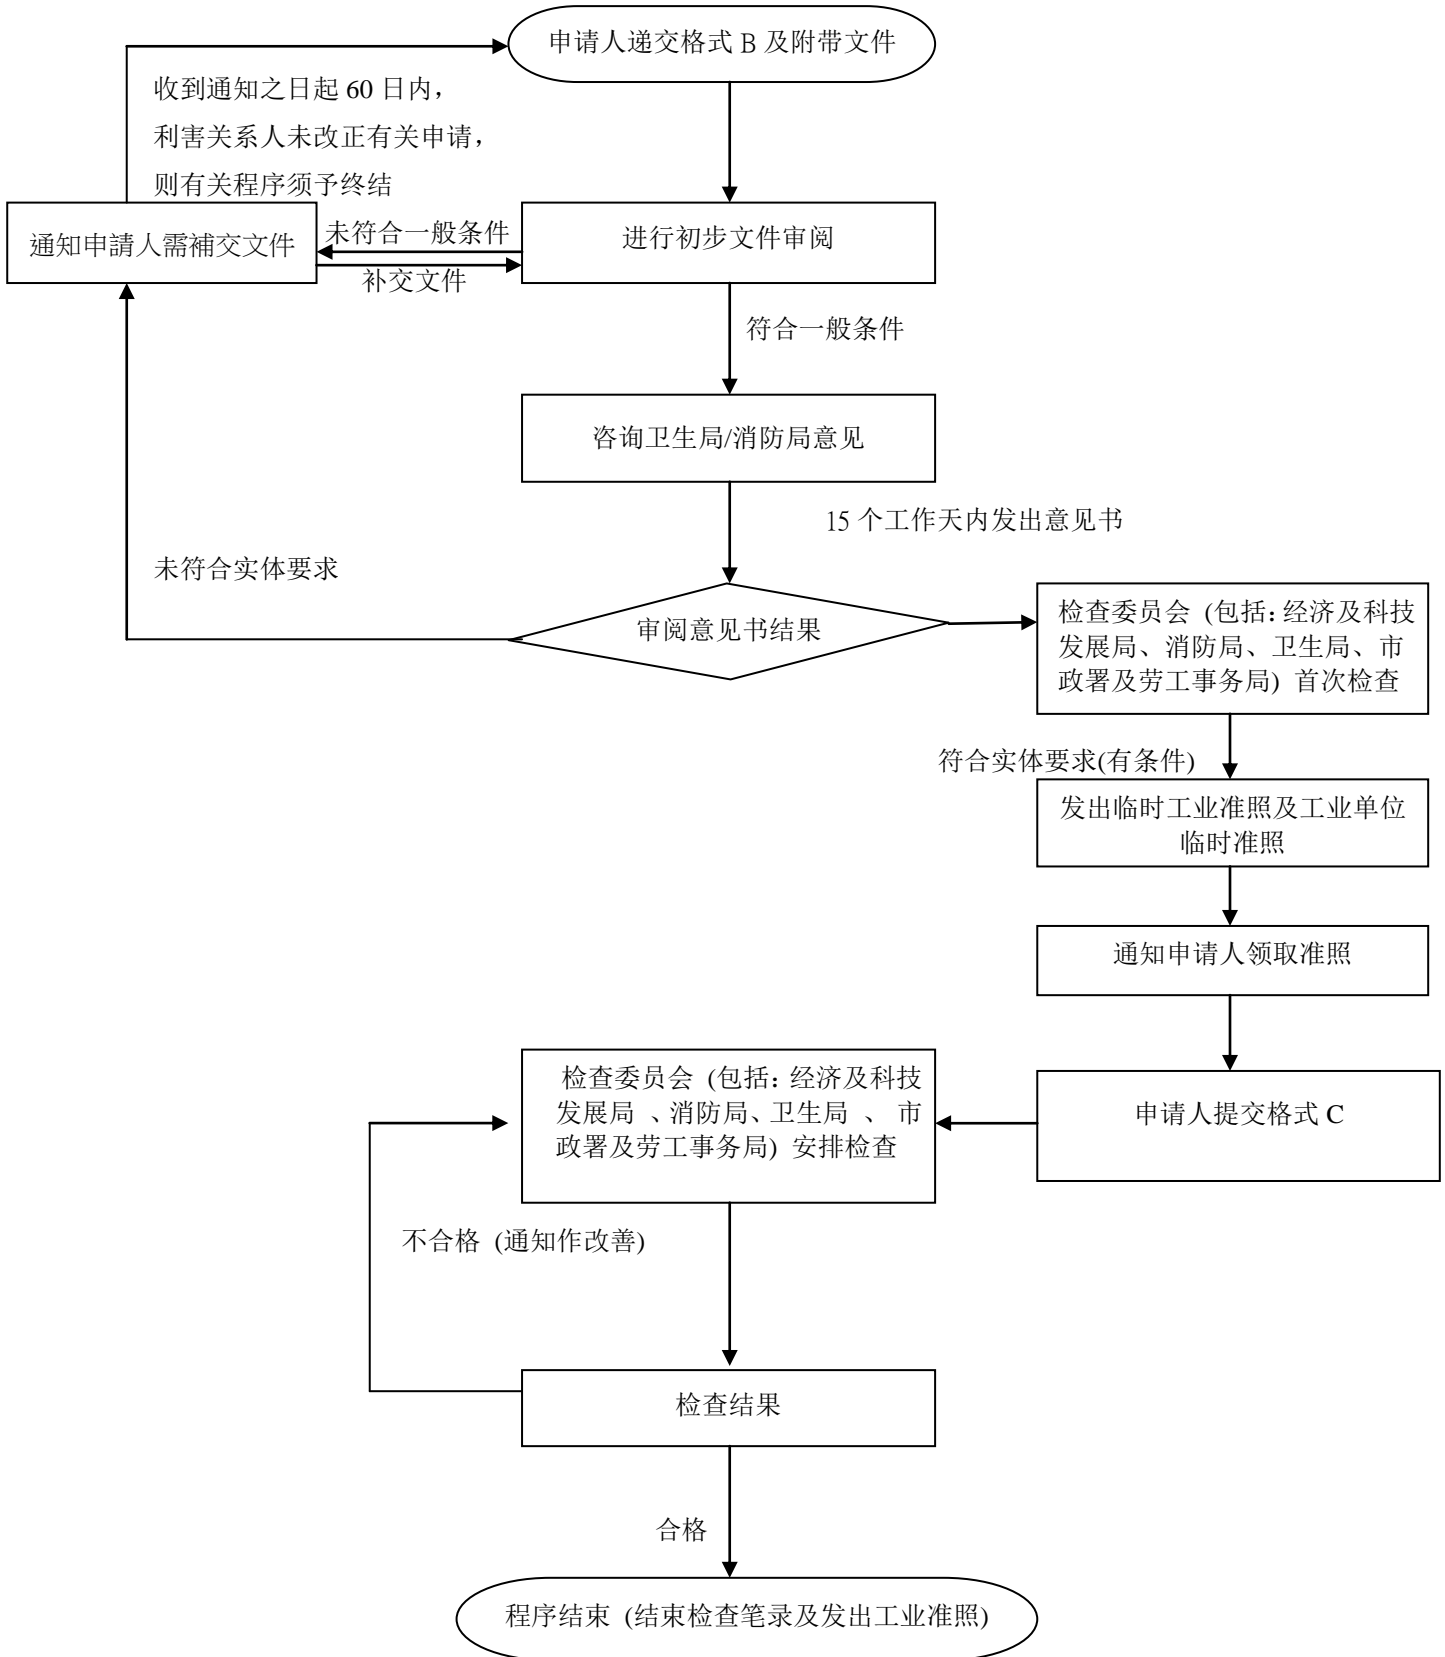 申请人递交格式 B 及附带文件
收到通知之日起 60 日内，
利害关系人未改正有关申请，
则有关程序须予终结
通知申請人需補交文件
未符合一般条件
补交文件
进行初步文件审阅
符合一般条件
咨询卫生局/消防局意见
15 个工作天内发出意见书
未符合实体要求
审阅意见书结果
检查委员会 (包括: 经济及科技
发展局、消防局、卫生局、市
政署及劳工事务局) 首次检查
符合实体要求(有条件)
发出临时工业准照及工业单位
临时准照
通知申请人领取准照
申请人提交格式 C
检查委员会 (包括: 经济及科技
发展局 、消防局、卫生局 、 市
政署及劳工事务局) 安排检查
不合格 (通知作改善)
检查结果
合格
程序结束 (结束检查笔录及发出工业准照)